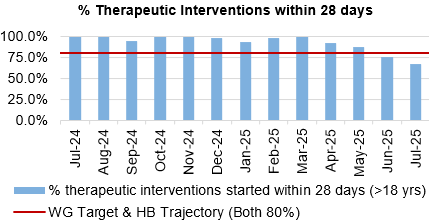 % Therapeutic Interventions within 28 days
100.0%
75.0%
50.0%
25.0%
0.0%
Jul-24
Aug-24
Sep-24
Oct-24
Nov-24
Dec-24
Jan-25
Feb-25
Mar-25
Apr-25
May-25
Jun-25
Jul-25
% therapeutic interventions started within 28 days (>18 yrs)
WG Target & HB Trajectory (Both 80%)